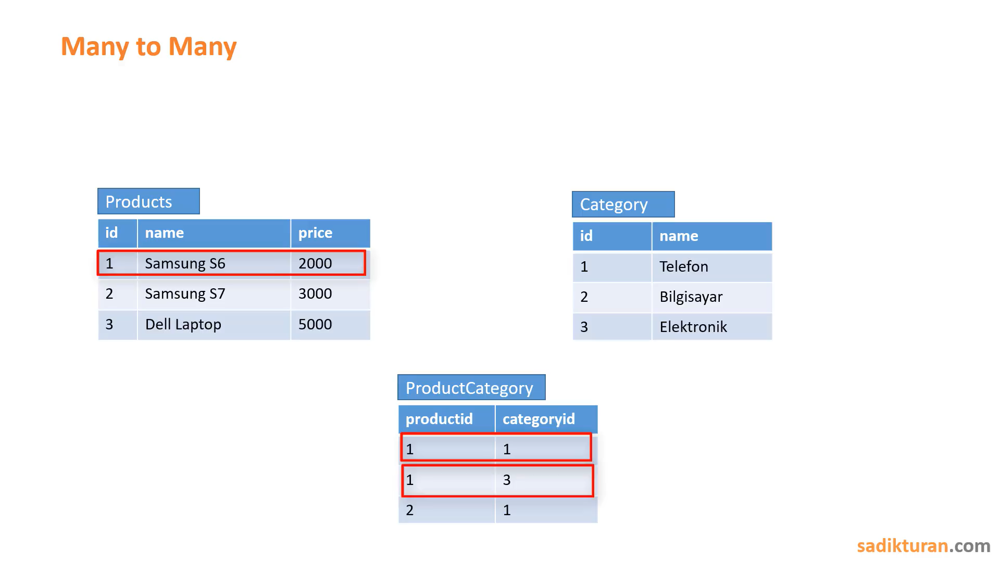 Many to Many
Products
id name price
1 Samsung S6 2000
2 Samsung S7 3000
3 Dell Laptop 5000
Category
id name
1 Telefon
2 Bilgisayar
3 Elektronik
ProductCategory
productid categoryid
1 1
1 3
2 1
sadikturan.com